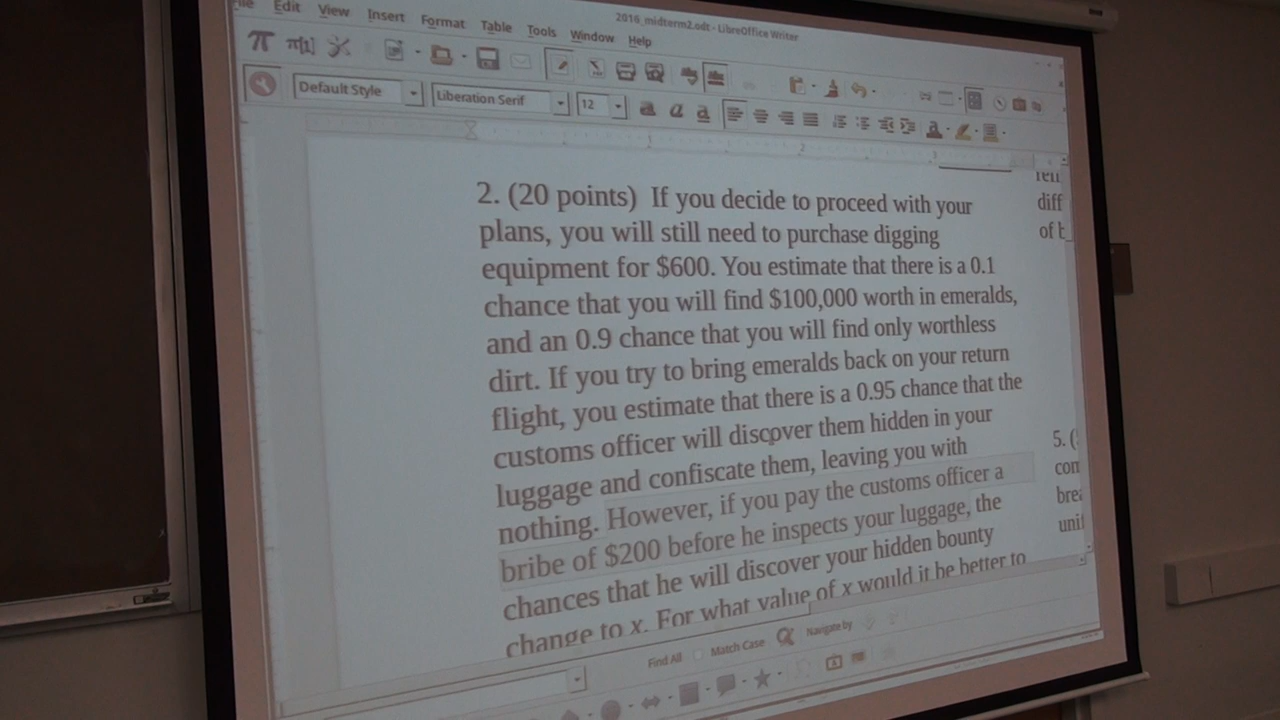 File Edit View Insert Format Table Tools Window Help
2016_midterm2.odt - LibreOffice Writer
Default Style
Liberation Serif
12
2. (20 points) If you decide to proceed with your
plans, you will still need to purchase digging
equipment for $600. You estimate that there is a 0.1
chance that you will find $100,000 worth in emeralds,
and an 0.9 chance that you will find only worthless
dirt. If you try to bring emeralds back on your return
flight, you estimate that there is a 0.95 chance that the
customs officer will discover them hidden in your
luggage and confiscate them, leaving you with
nothing. However, if you pay the customs officer a
bribe of $200 before he inspects your luggage, the
chances that he will discover your hidden bounty
change to x. For what value of x would it be better to
diff
of b
5. (
con
brea
unif
Find All Match Case Navigate by